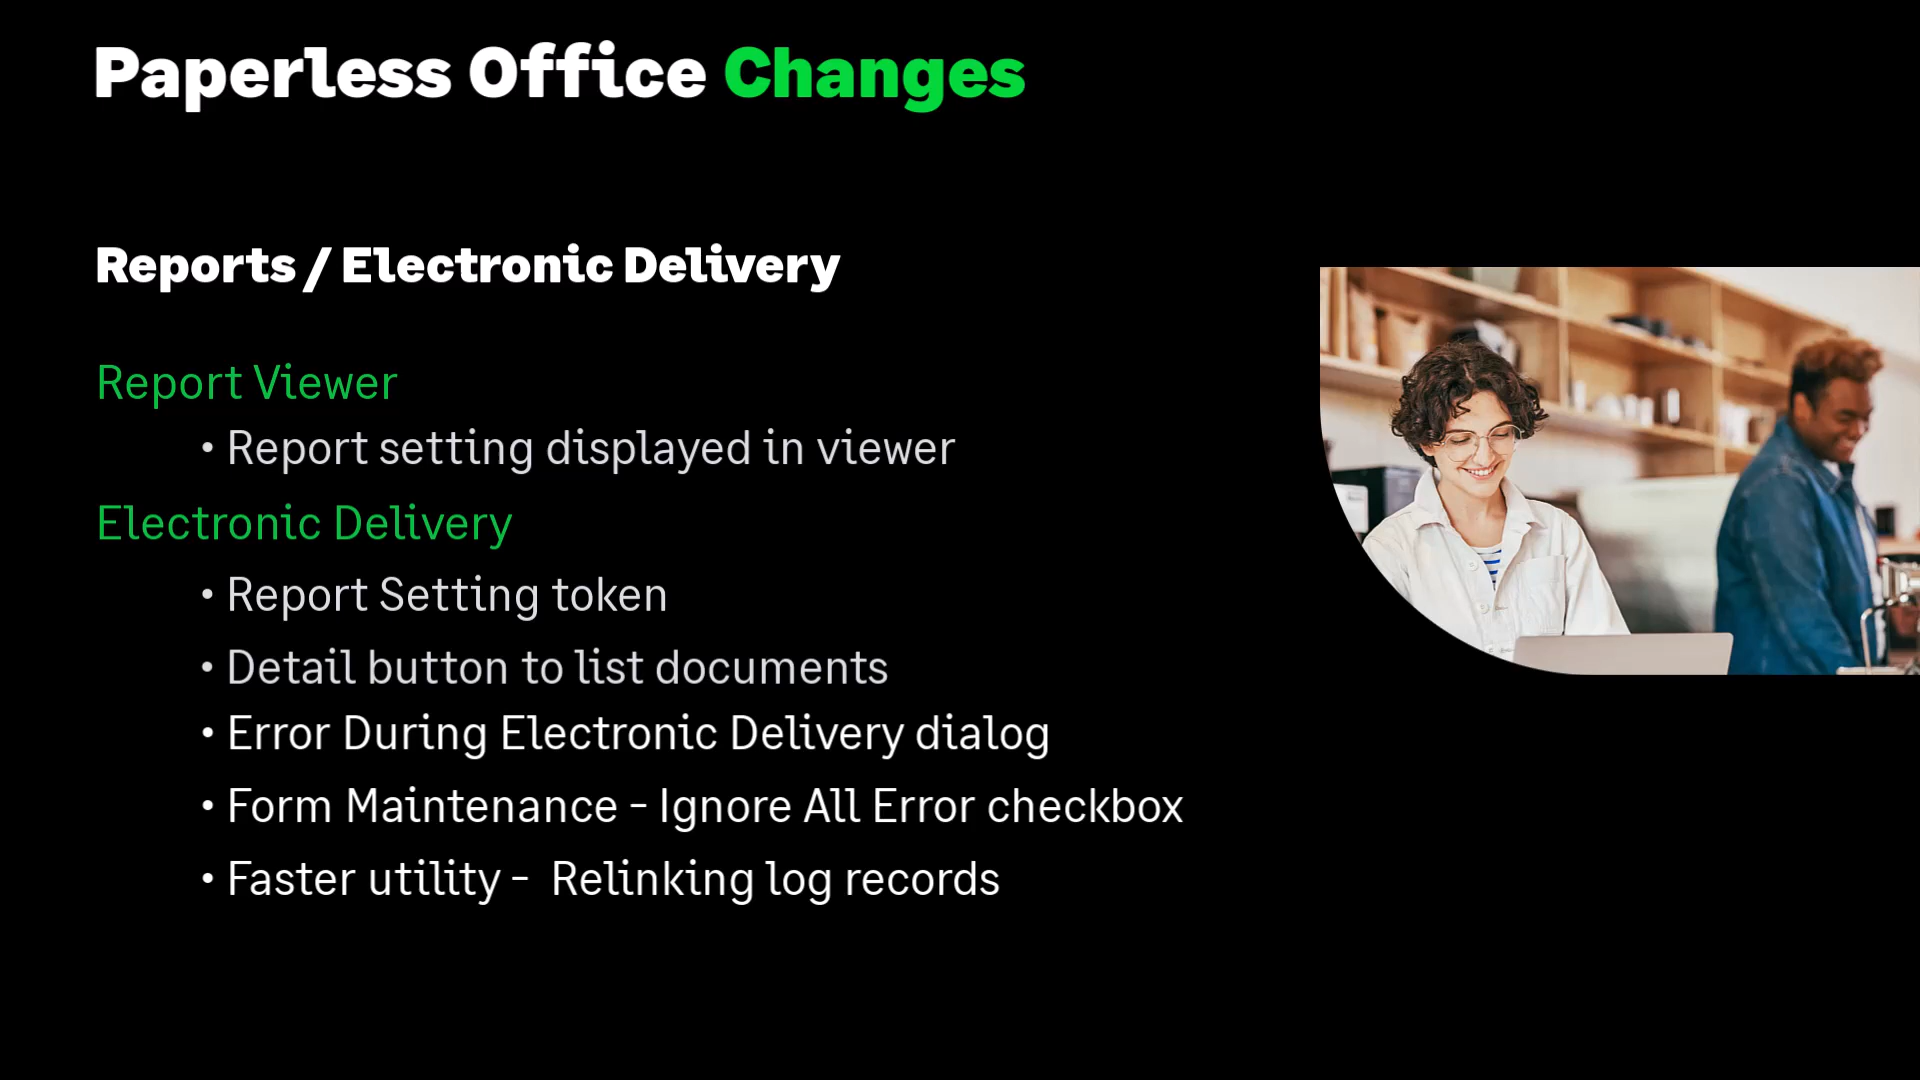 Paperless Office Changes
Reports / Electronic Delivery
Report Viewer
• Report setting displayed in viewer
Electronic Delivery
• Report Setting token
• Detail button to list documents
• Error During Electronic Delivery dialog
• Form Maintenance - Ignore All Error checkbox
• Faster utility -  Relinking log records